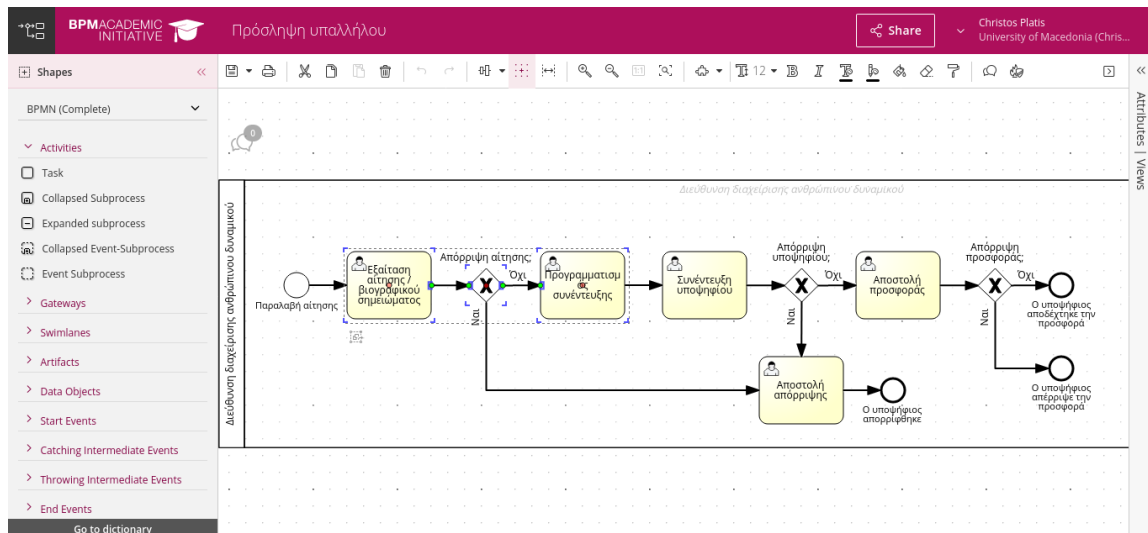 BPMACADEMIC
INITIATIVE
Πρόσληψη υπαλλήλου
Share
Christos Platis
University of Macedonia (Chris...
Shapes
12
BPMN (Complete)
Activities
Task
Collapsed Subprocess
Expanded subprocess
Collapsed Event-Subprocess
Event Subprocess
Gateways
Swimlanes
Artifacts
Data Objects
Start Events
Catching Intermediate Events
Throwing Intermediate Events
End Events
Go to dictionary
Attributes | Views
0
Διεύθυνση διαχείρισης ανθρώπινου δυναμικού
Διεύθυνση διαχείρισης ανθρώπινου δυναμικού
Παραλαβή αίτησης
Εξαίταση
αίτησης /
βιογραφικού
σημειώματος
Απόρριψη αίτησης;
Όχι
Ναι
Προγραμματισμ
ός
συνέντευξης
Συνέντευξη
υποψηφίου
Απόρριψη
υποψηφίου;
Όχι
Ναι
Αποστολή
προσφοράς
Απόρριψη
προσφοράς;
Όχι
Ναι
Ο υποψήφιος
αποδέχτηκε την
προσφορά
Αποστολή
απόρριψης
Ο υποψήφιος
απορρίφθηκε
Ο υποψήφιος
απέρριψε την
προσφορά